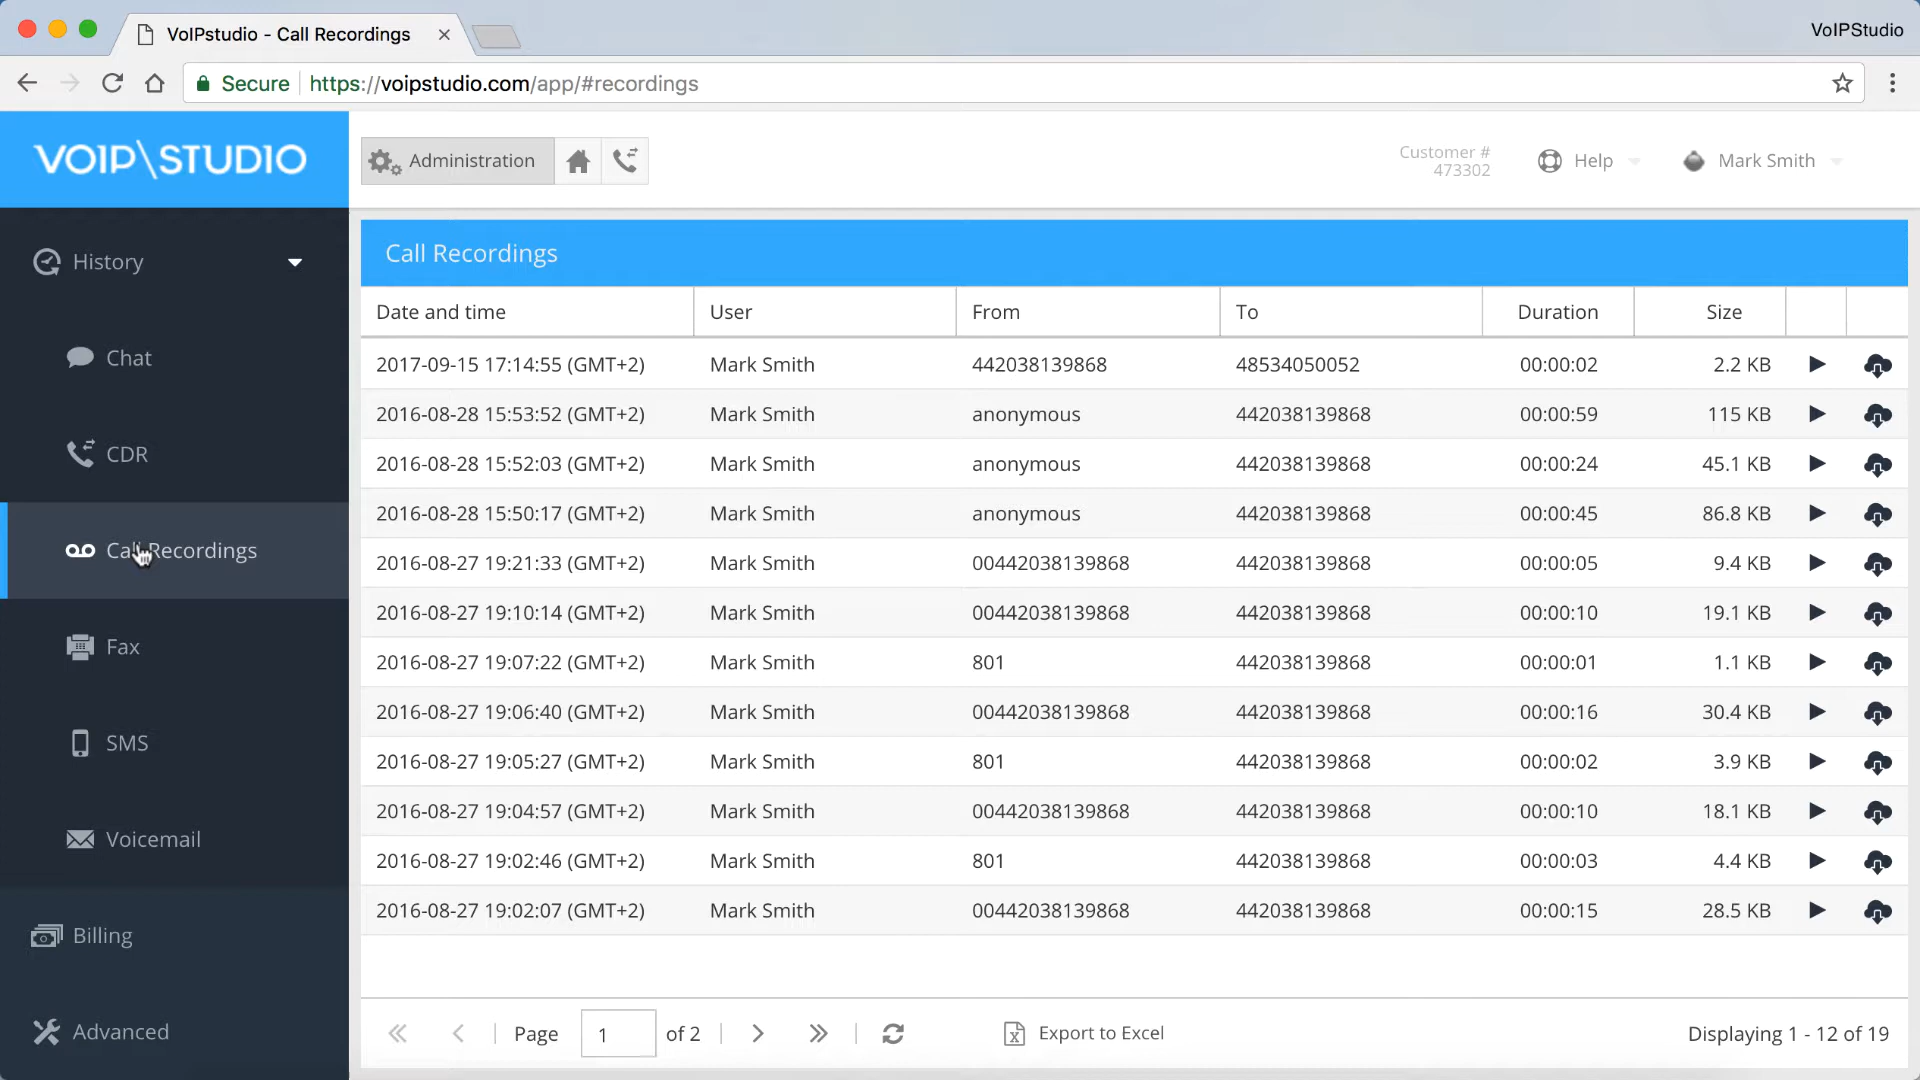 VoIPstudio - Call Recordings
VoIPStudio
Secure https://voipstudio.com/app/#recordings
VOIP\STUDIO
Administration
Customer #
473302
Help
Mark Smith
History
Chat
CDR
Call Recordings
Fax
SMS
Voicemail
Billing
Advanced
Call Recordings
Date and time User From To Duration Size
2017-09-15 17:14:55 (GMT+2) Mark Smith 442038139868 48534050052 00:00:02 2.2 KB
2016-08-28 15:53:52 (GMT+2) Mark Smith anonymous 442038139868 00:00:59 115 KB
2016-08-28 15:52:03 (GMT+2) Mark Smith anonymous 442038139868 00:00:24 45.1 KB
2016-08-28 15:50:17 (GMT+2) Mark Smith anonymous 442038139868 00:00:45 86.8 KB
2016-08-27 19:21:33 (GMT+2) Mark Smith 00442038139868 442038139868 00:00:05 9.4 KB
2016-08-27 19:10:14 (GMT+2) Mark Smith 00442038139868 442038139868 00:00:10 19.1 KB
2016-08-27 19:07:22 (GMT+2) Mark Smith 801 442038139868 00:00:01 1.1 KB
2016-08-27 19:06:40 (GMT+2) Mark Smith 00442038139868 442038139868 00:00:16 30.4 KB
2016-08-27 19:05:27 (GMT+2) Mark Smith 801 442038139868 00:00:02 3.9 KB
2016-08-27 19:04:57 (GMT+2) Mark Smith 00442038139868 442038139868 00:00:10 18.1 KB
2016-08-27 19:02:46 (GMT+2) Mark Smith 801 442038139868 00:00:03 4.4 KB
2016-08-27 19:02:07 (GMT+2) Mark Smith 00442038139868 442038139868 00:00:15 28.5 KB
Page 1 of 2 Export to Excel Displaying 1 - 12 of 19